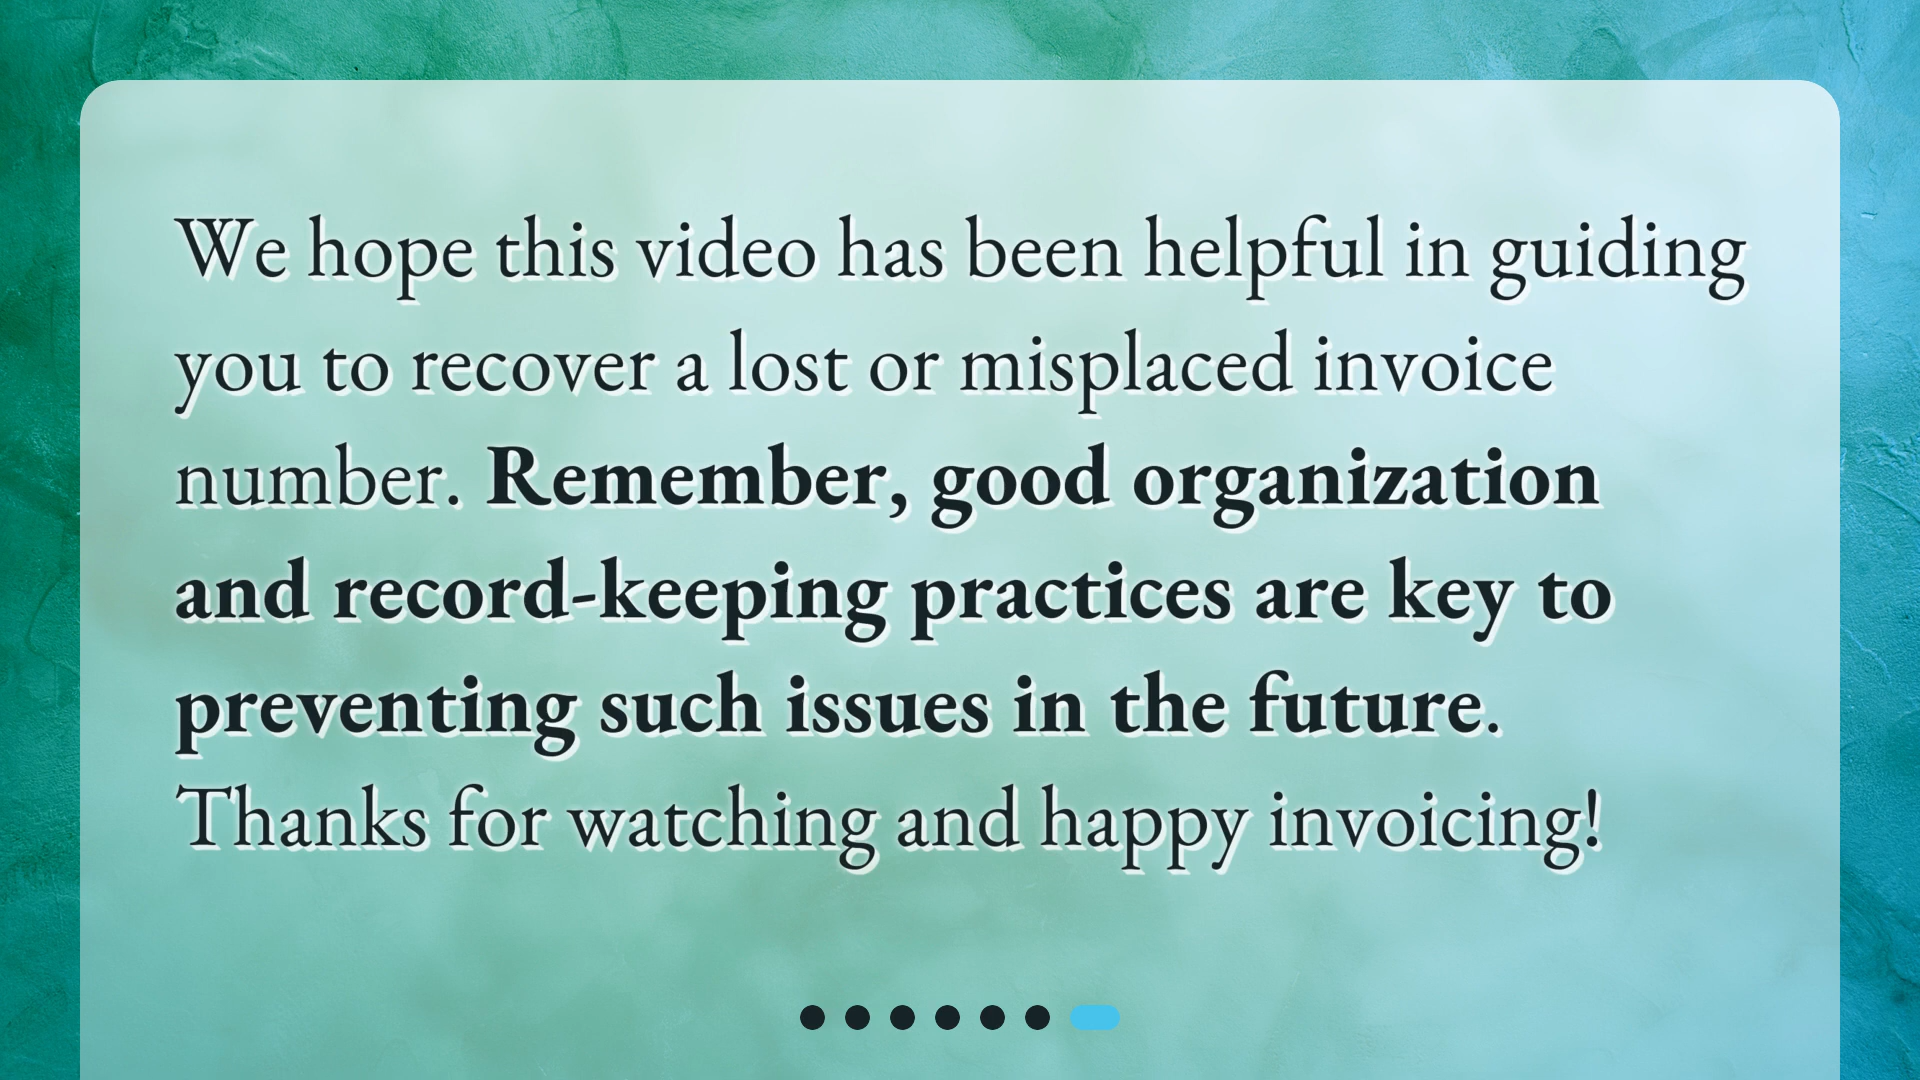 We hope this video has been helpful in guiding
you to recover a lost or misplaced invoice
number. Remember, good organization
and record-keeping practices are key to
preventing such issues in the future.
Thanks for watching and happy invoicing!